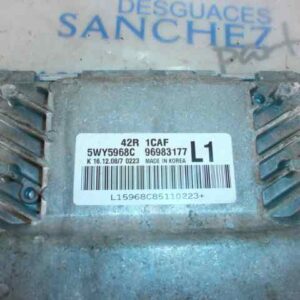 DESGUACES
SANCHEZ
42R 1CAF
5WY5968C 96983177 L1
K 16.12.08/7 0223 MADE IN KOREA
L15968C85110223+